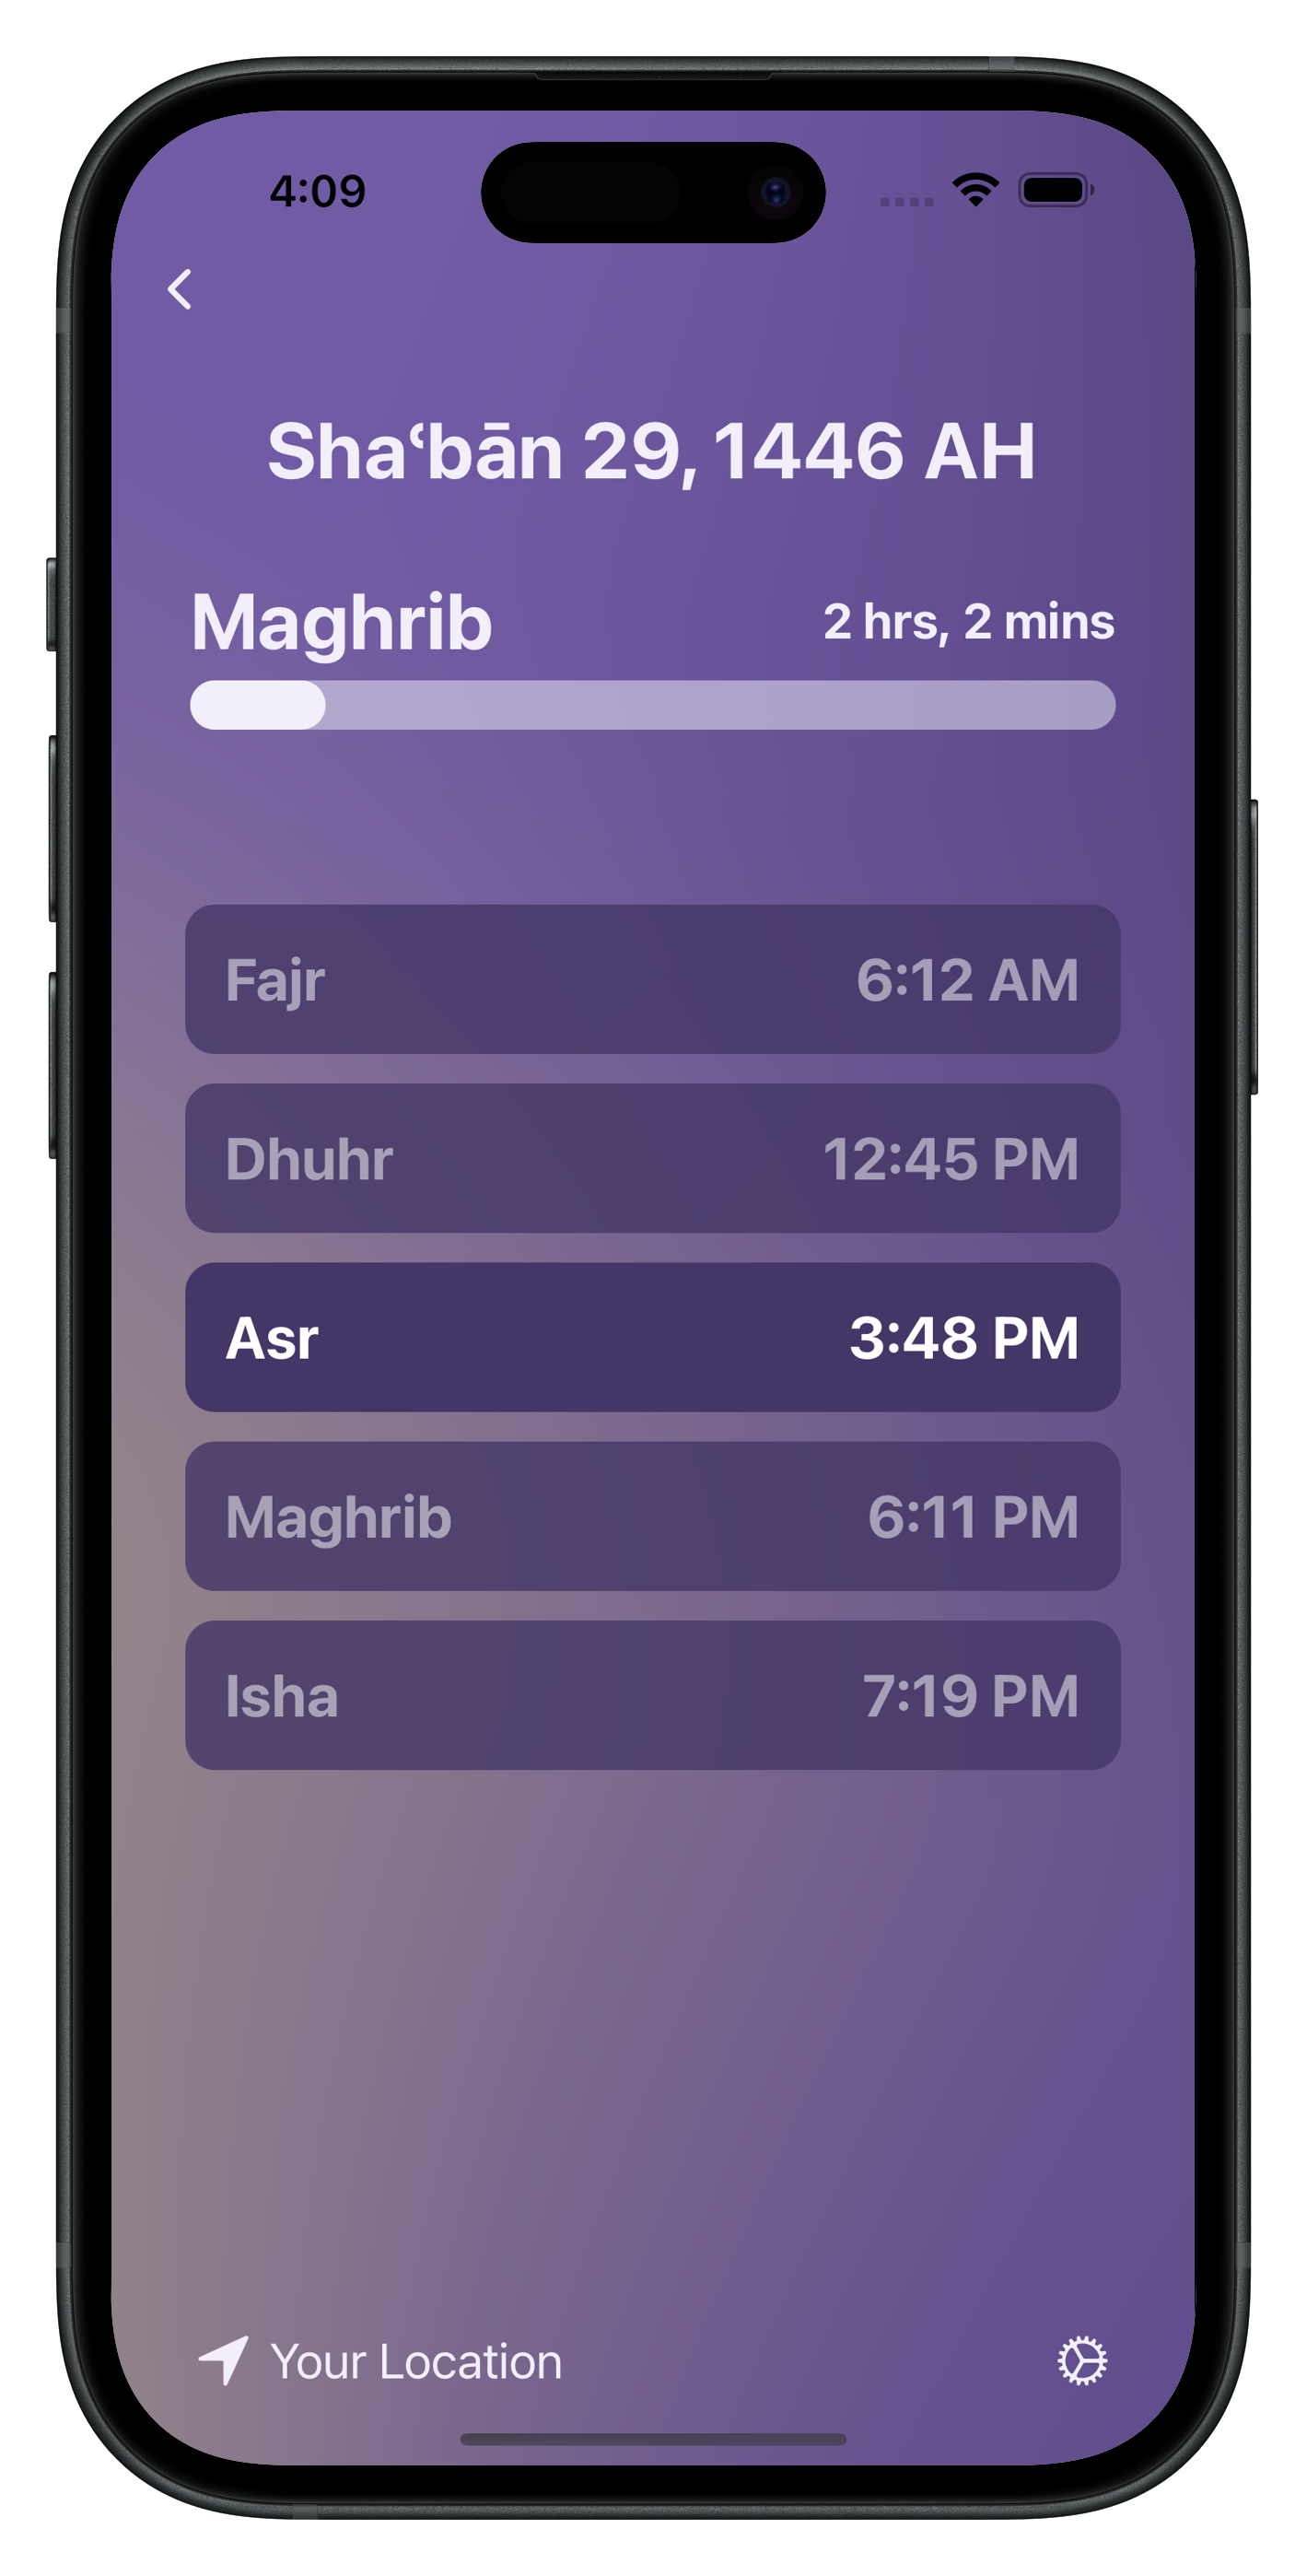 4:09
Shaʿbān 29, 1446 AH
Maghrib 2 hrs, 2 mins
Fajr 6:12 AM
Dhuhr 12:45 PM
Asr 3:48 PM
Maghrib 6:11 PM
Isha 7:19 PM
Your Location